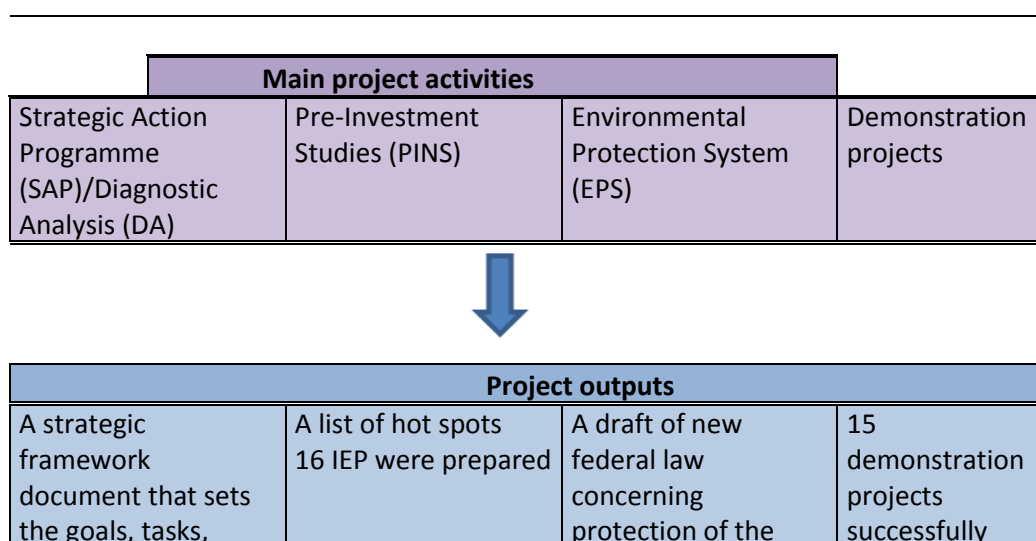 Main project activities
Strategic Action
Programme
(SAP)/Diagnostic
Analysis (DA)
Pre-Investment
Studies (PINS)
Environmental
Protection System
(EPS)
Demonstration
projects
Project outputs
A strategic
framework
document that sets
the goals, tasks,
A list of hot spots
16 IEP were prepared
A draft of new
federal law
concerning
protection of the
15
demonstration
projects
successfully